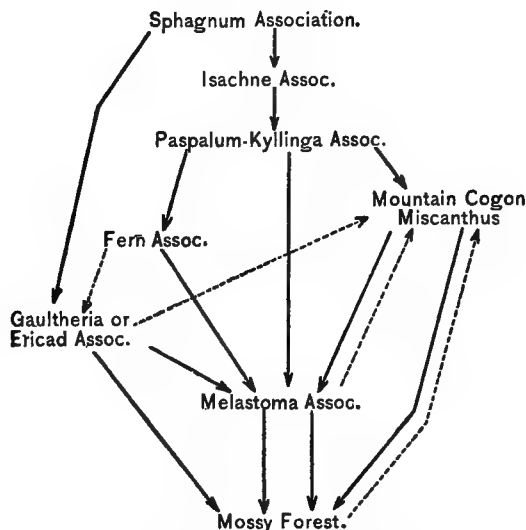 Sphagnum Association.
Isachne Assoc.
Paspalum-Kyllinga Assoc.
Mountain Cogon
Miscanthus
Fern Assoc.
Gaultheria or
Ericad Assoc.
Melastoma Assoc.
Mossy Forest.